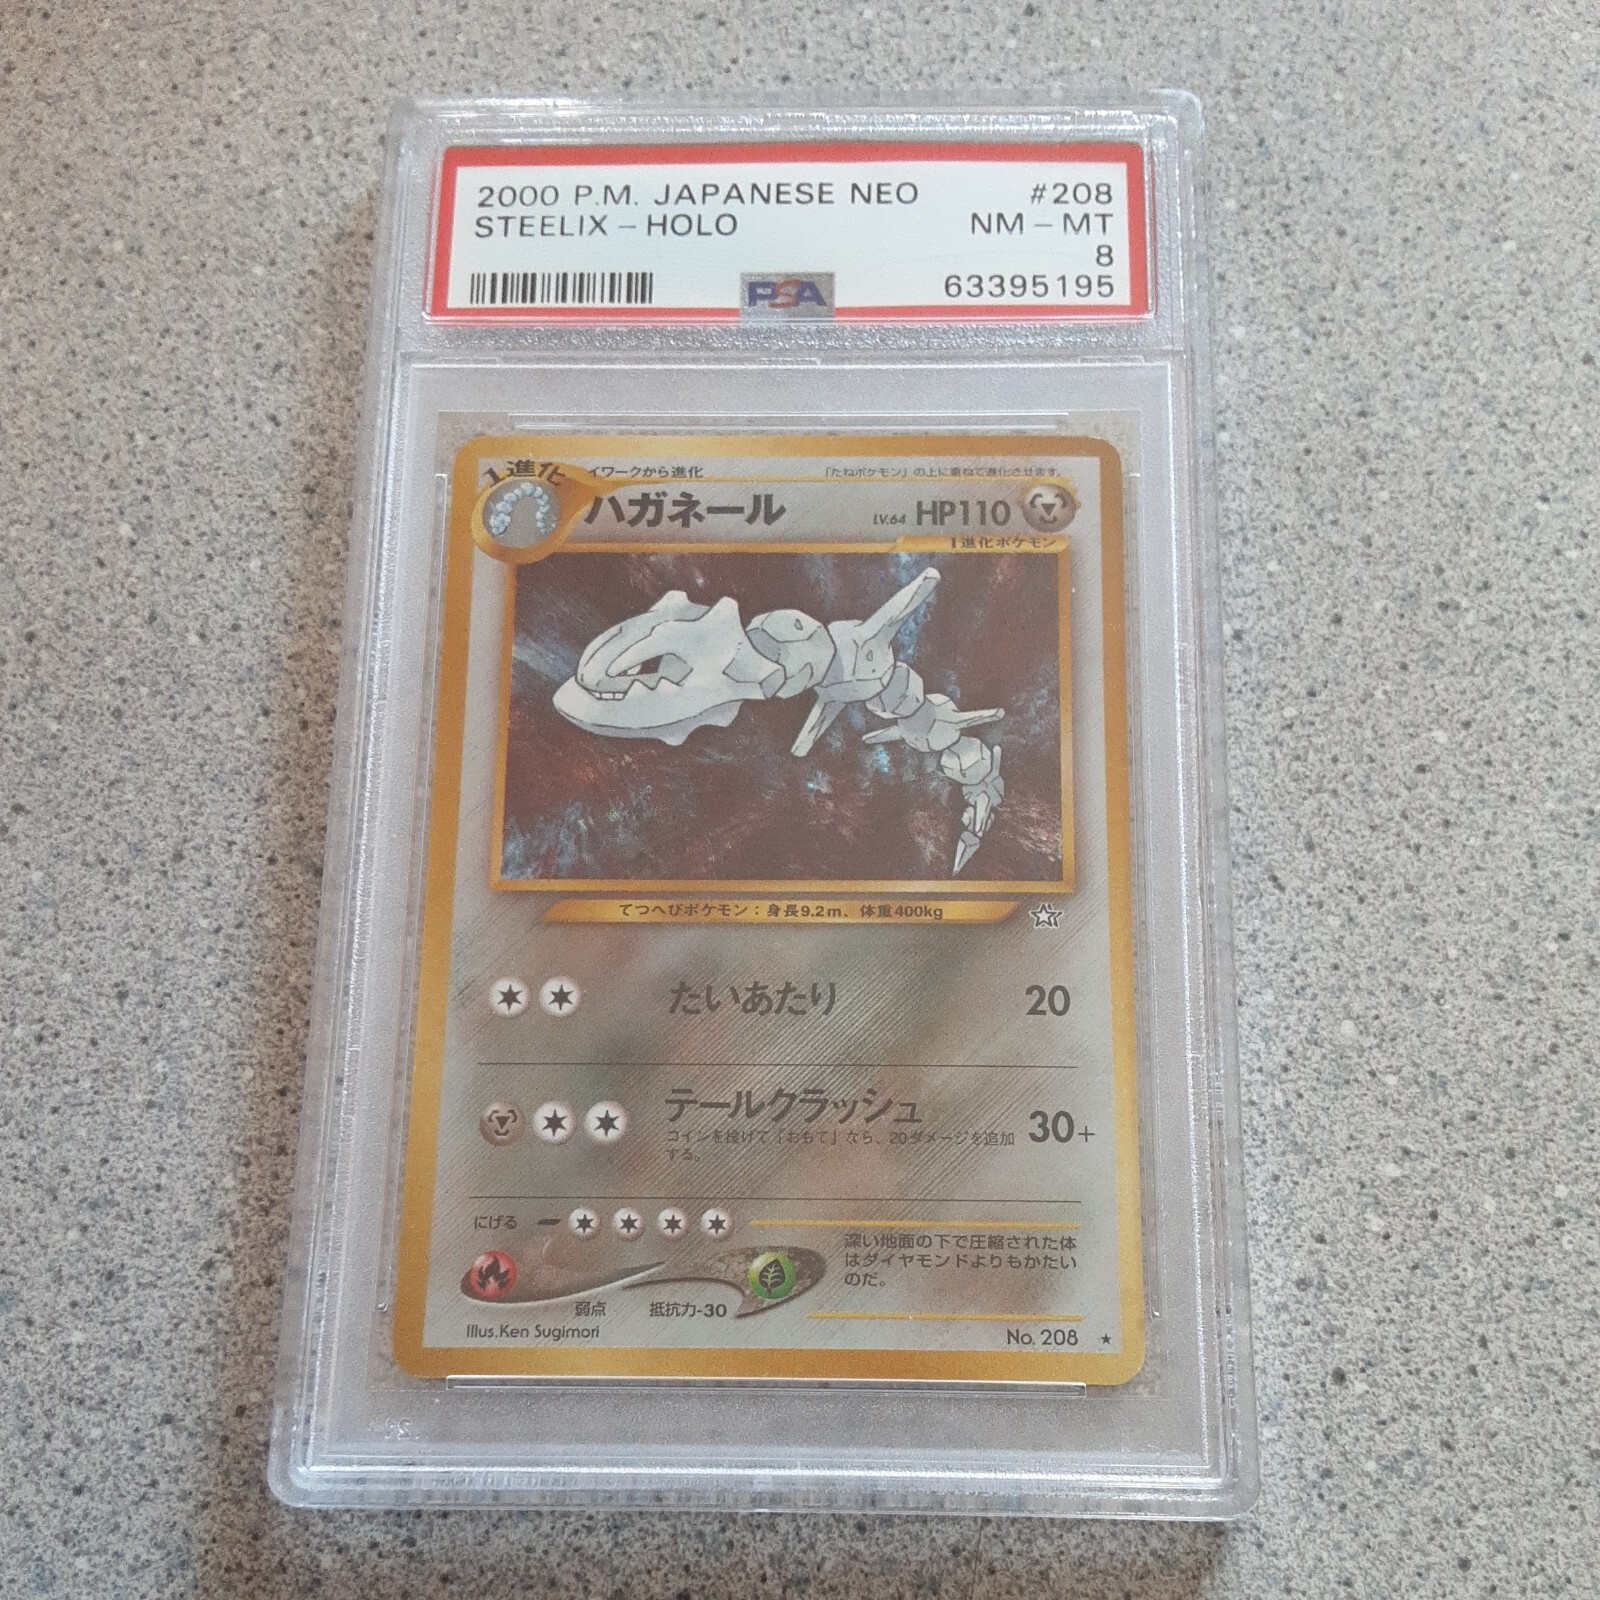 2000 P.M. JAPANESE NEO #208
STEELIX - HOLO NM - MT
8
PSA 63395195
1進化 イワークから進化 「たねポケモン」の上に重ねて進化させます。
ハガネール LV.64 HP110
1進化ポケモン
てつへびポケモン：身長9.2m、体重400kg
たいあたり 20
テールクラッシュ 30+
コインを投げて「おもて」なら、20ダメージを追加
する。
にげる
深い地面の下で圧縮された体
はダイヤモンドよりもかたい
のだ。
弱点 抵抗力-30
Illus.Ken Sugimori No. 208